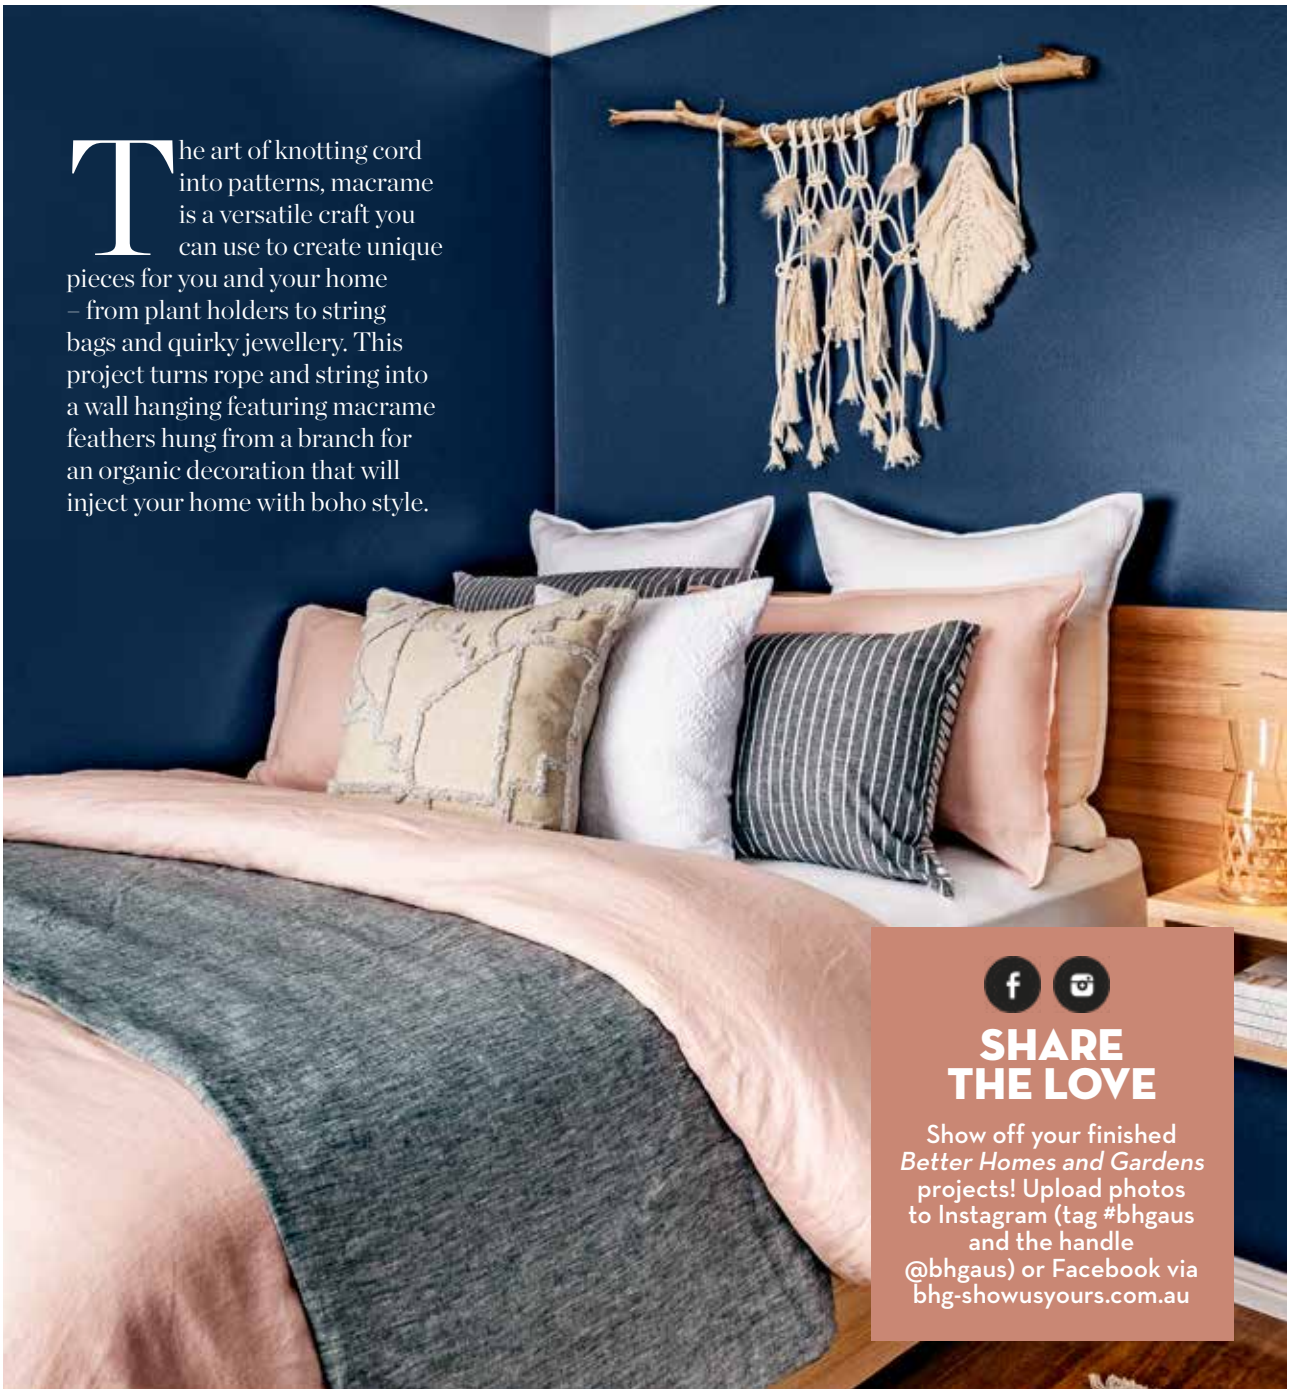 The art of knotting cord
into patterns, macrame
is a versatile craft you
can use to create unique
pieces for you and your home
– from plant holders to string
bags and quirky jewellery. This
project turns rope and string into
a wall hanging featuring macrame
feathers hung from a branch for
an organic decoration that will
inject your home with boho style.
f
SHARE
THE LOVE
Show off your finished
Better Homes and Gardens
projects! Upload photos
to Instagram (tag #bhgaus
and the handle
@bhgaus) or Facebook via
bhg-showusyours.com.au